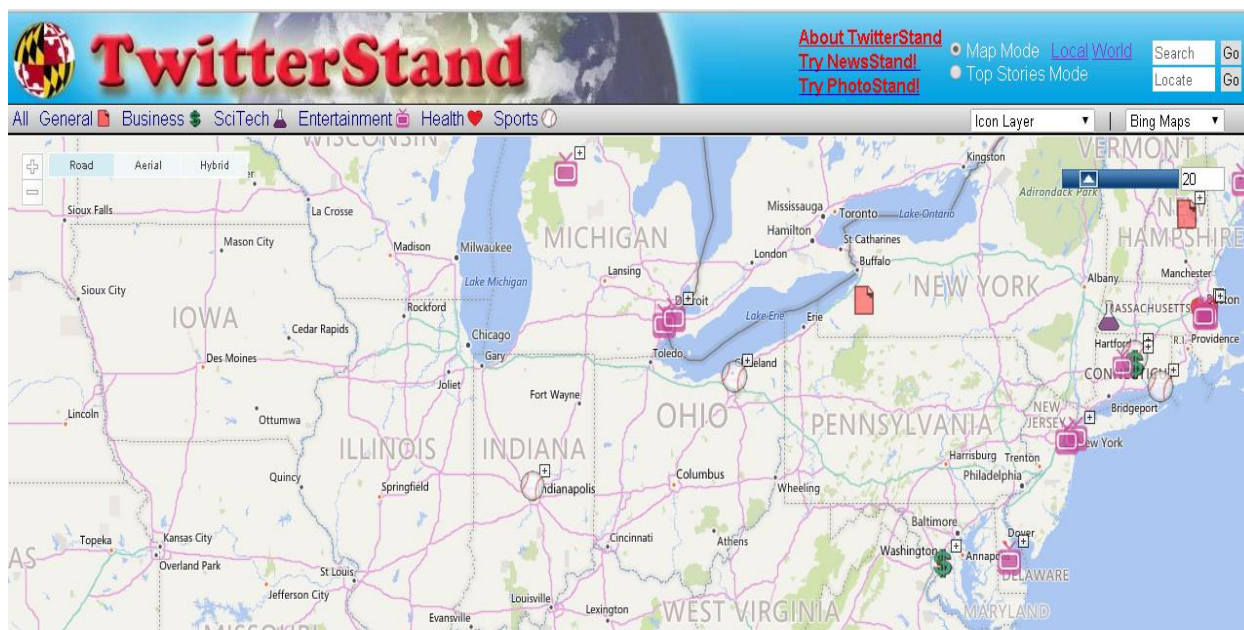 TwitterStand
About TwitterStand
Try NewsStand!
Try PhotoStand!
Map Mode Local World
Top Stories Mode
Search Go
Locate Go
All General Business SciTech Entertainment Health Sports
Icon Layer | Bing Maps
Road Aerial Hybrid
20
WISCONSIN
VERMONT
Kingston
Adirondack Park
Sioux Falls
La Crosse
Mississauga
Toronto
Lake Ontario
Hamilton
St Catharines
HAMPSHIRE
Mason City
Madison
Milwaukee
MICHIGAN
London
Buffalo
Lansing
Lake Michigan
NEW YORK
Albany
Manchester
Sioux City
Rockford
Detroit
IOWA
Lake Erie
Erie
MASSACHUSETTS
Cedar Rapids
Chicago
Hartford
R.I.
Providence
Des Moines
Gary
Toledo
Joliet
Fort Wayne
Lincoln
Ottumwa
OHIO
PENNSYLVANIA
NEW
JERSEY
Bridgeport
ILLINOIS
INDIANA
Harrisburg
Trenton
Quincy
Springfield
Columbus
Wheeling
Philadelphia
Topeka
Kansas City
Overland Park
Cincinnati
Athens
Baltimore
Washington
Dover
St Louis
DELAWARE
Jefferson City
Louisville
Lexington
Evansville
WEST VIRGINIA
MARYLAND